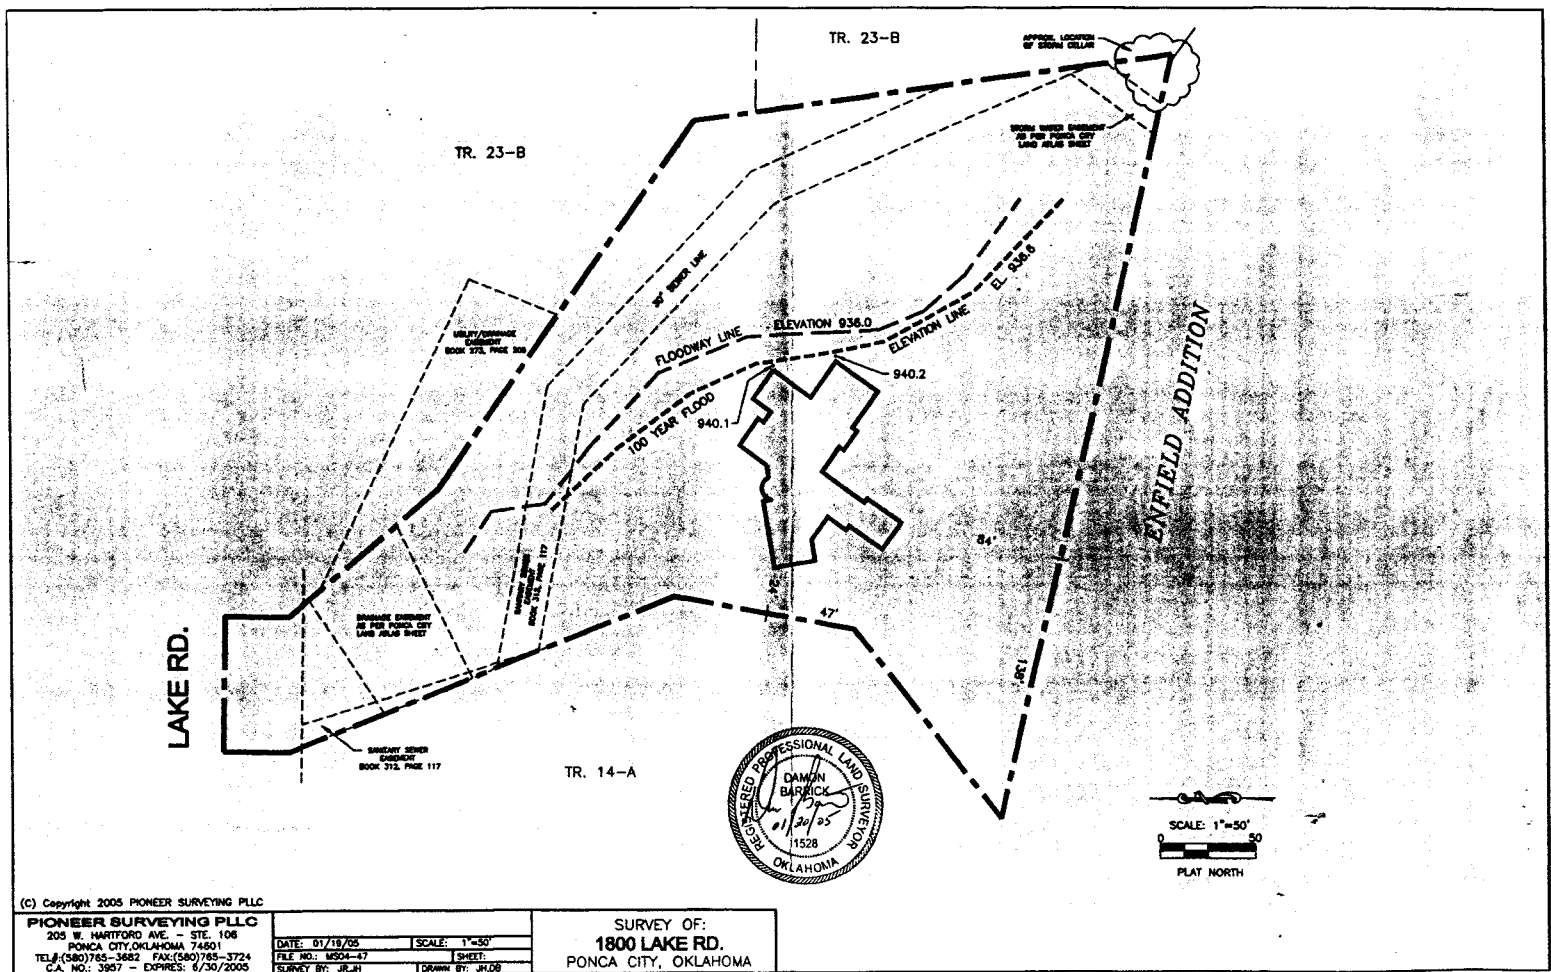 TR. 23-B
APPROX. LOCATION
OF STORM CELLAR
STORM WATER EASEMENT
AS PER PONCA CITY
LAND ATLAS SHEET
TR. 23-B
30" SEWER LINE
EL. 936.6
UTILITY/DRAINAGE
EASEMENT
BOOK 273, PAGE 208
FLOODWAY LINE
ELEVATION 936.0
ELEVATION LINE
940.2
940.1
100 YEAR FLOOD
ENFIELD ADDITION
84'
SANITARY SEWER
EASEMENT
BOOK 312, PAGE 117
24'
47'
DRAINAGE EASEMENT
AS PER PONCA CITY
LAND ATLAS SHEET
LAKE RD.
138'
SANITARY SEWER
EASEMENT
BOOK 312, PAGE 117
TR. 14-A
REGISTERED PROFESSIONAL LAND SURVEYOR
DAMON
BARRICK
01/20/05
1528
OKLAHOMA
SCALE: 1"=50'
0 50
PLAT NORTH
(C) Copyright 2005 PIONEER SURVEYING PLLC
PIONEER SURVEYING PLLC
205 W. HARTFORD AVE. - STE. 106
PONCA CITY, OKLAHOMA 74601
TEL#:(580)765-3682 FAX:(580)765-3724
C.A. NO.: 3957 - EXPIRES: 6/30/2005
DATE: 01/19/05 SCALE: 1"=50'
FILE NO.: MS04-47 SHEET:
SURVEY BY: JR,JH DRAWN BY: JH,DB
SURVEY OF:
1800 LAKE RD.
PONCA CITY, OKLAHOMA